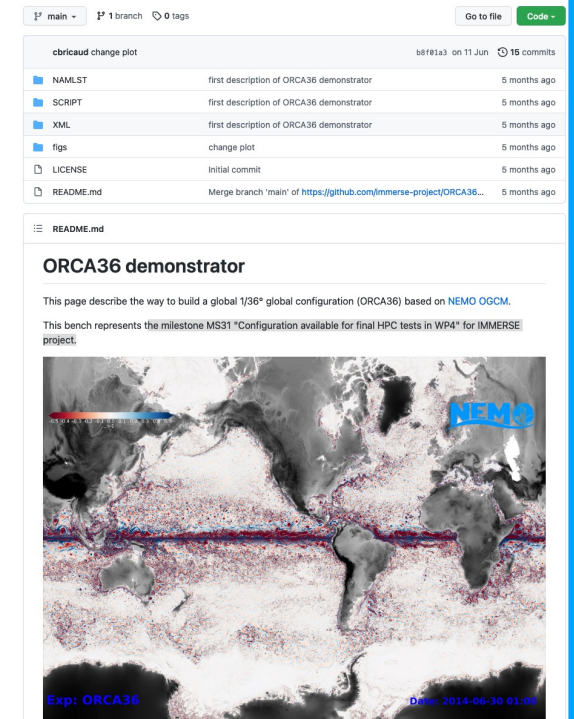 main 1 branch 0 tags Go to file Code
cbricaud change plot b8f01a3 on 11 Jun 15 commits
NAMLST first description of ORCA36 demonstrator 5 months ago
SCRIPT first description of ORCA36 demonstrator 5 months ago
XML first description of ORCA36 demonstrator 5 months ago
figs change plot 5 months ago
LICENSE Initial commit 5 months ago
README.md Merge branch 'main' of https://github.com/immerse-project/ORCA36... 5 months ago
README.md
ORCA36 demonstrator
This page describe the way to build a global 1/36° global configuration (ORCA36) based on NEMO OGCM.
This bench represents the milestone MS31 "Configuration available for final HPC tests in WP4" for IMMERSE
project.
NEMO
Exp: ORCA36 Date: 2014-06-30